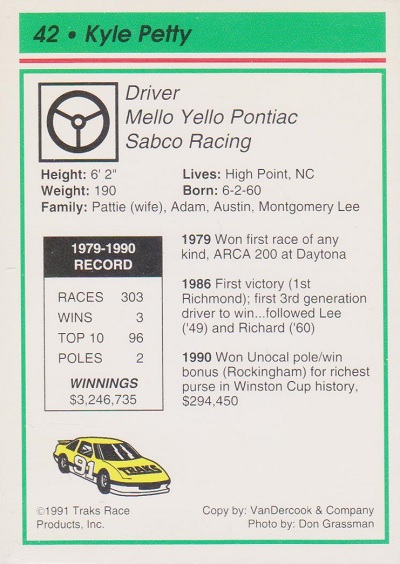 42 • Kyle Petty
Driver
Mello Yello Pontiac
Sabco Racing
Height: 6' 2"
Lives: High Point, NC
Weight: 190
Born: 6-2-60
Family: Pattie (wife), Adam, Austin, Montgomery Lee
1979-1990
RECORD
RACES 303
WINS 3
TOP 10 96
POLES 2
WINNINGS
$3,246,735
1979 Won first race of any
kind, ARCA 200 at Daytona
1986 First victory (1st
Richmond); first 3rd generation
driver to win...followed Lee
('49) and Richard ('60)
1990 Won Unocal pole/win
bonus (Rockingham) for richest
purse in Winston Cup history,
$294,450
91
TRAKS
©1991 Traks Race
Products, Inc.
Copy by: VanDercook & Company
Photo by: Don Grassman